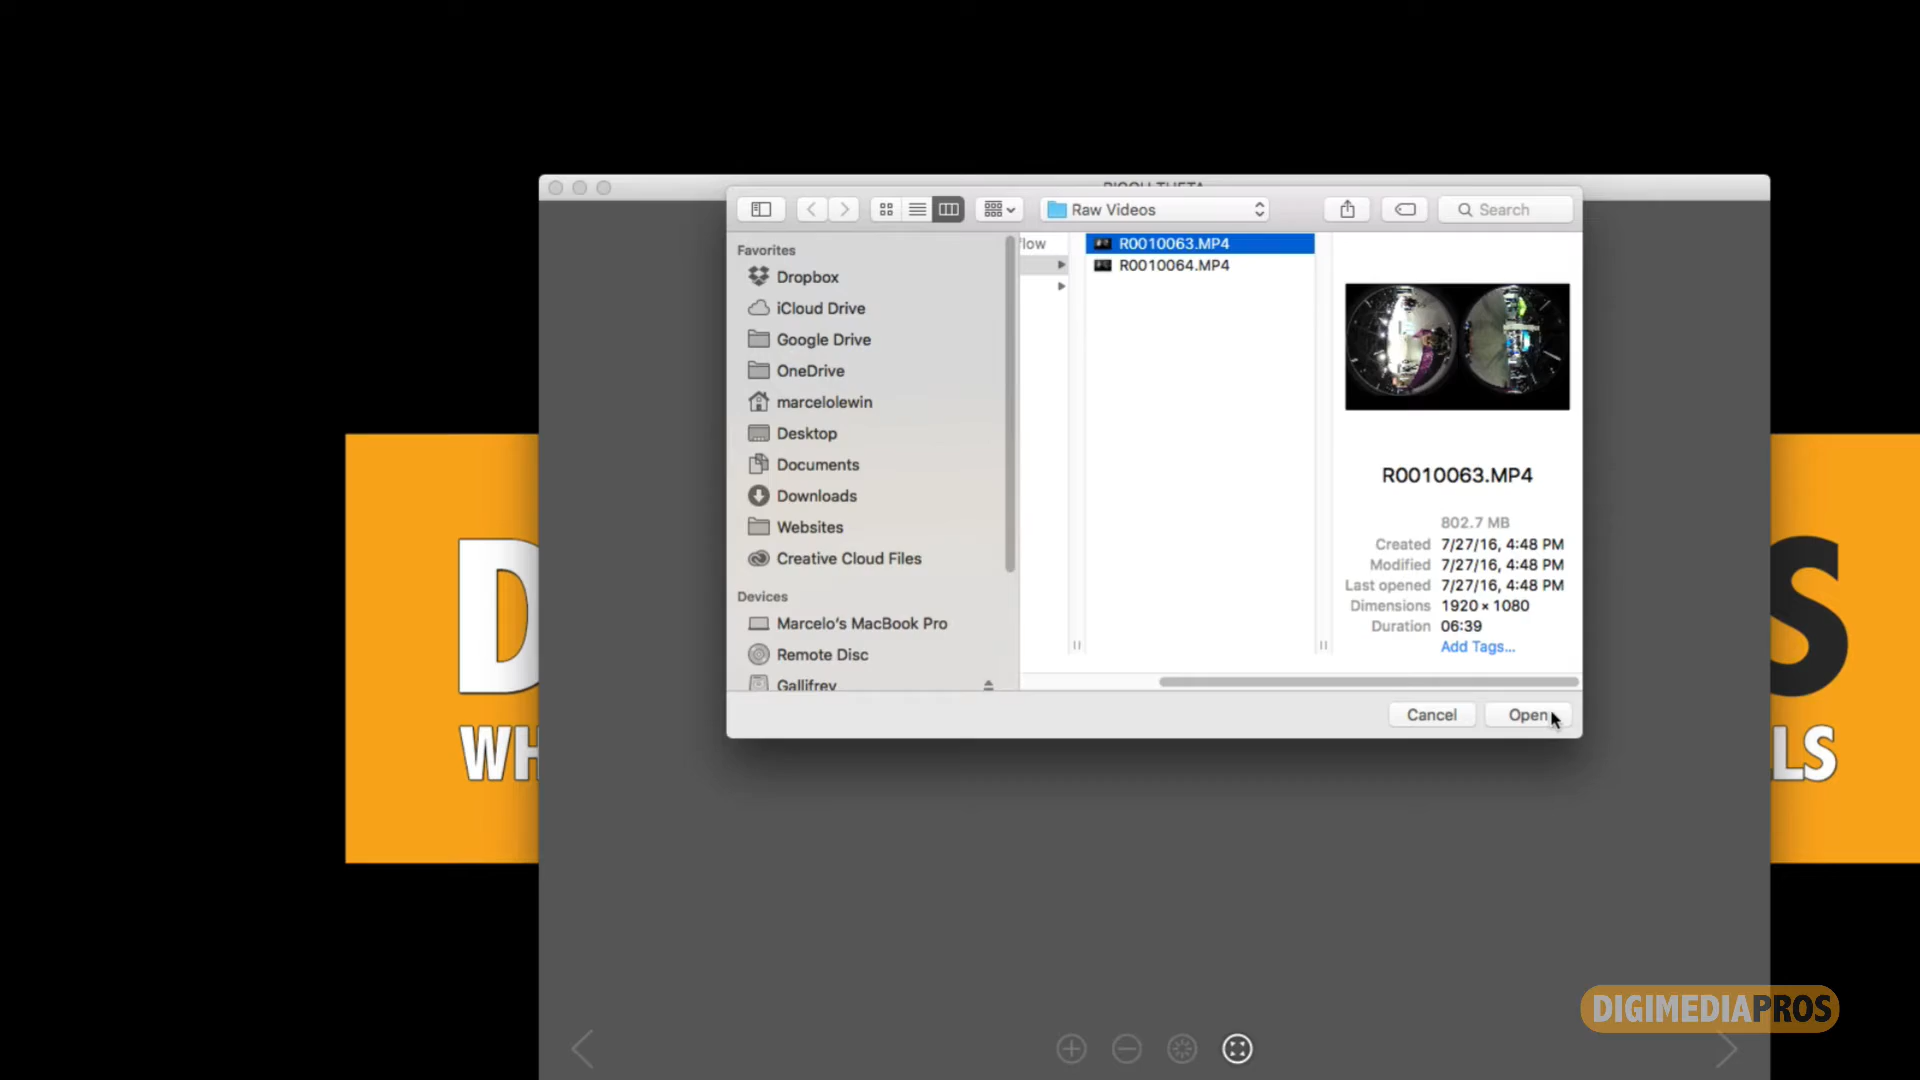 RICOH THETA
Raw Videos
Search
Favorites
Dropbox
iCloud Drive
Google Drive
OneDrive
marcelolewin
Desktop
Documents
Downloads
Websites
Creative Cloud Files
Devices
Marcelo's MacBook Pro
Remote Disc
Gallifrey
flow
R0010063.MP4
R0010064.MP4
R0010063.MP4
802.7 MB
Created 7/27/16, 4:48 PM
Modified 7/27/16, 4:48 PM
Last opened 7/27/16, 4:48 PM
Dimensions 1920 × 1080
Duration 06:39
Add Tags...
Cancel
Open
D
S
WH
LS
DIGIMEDIAPROS